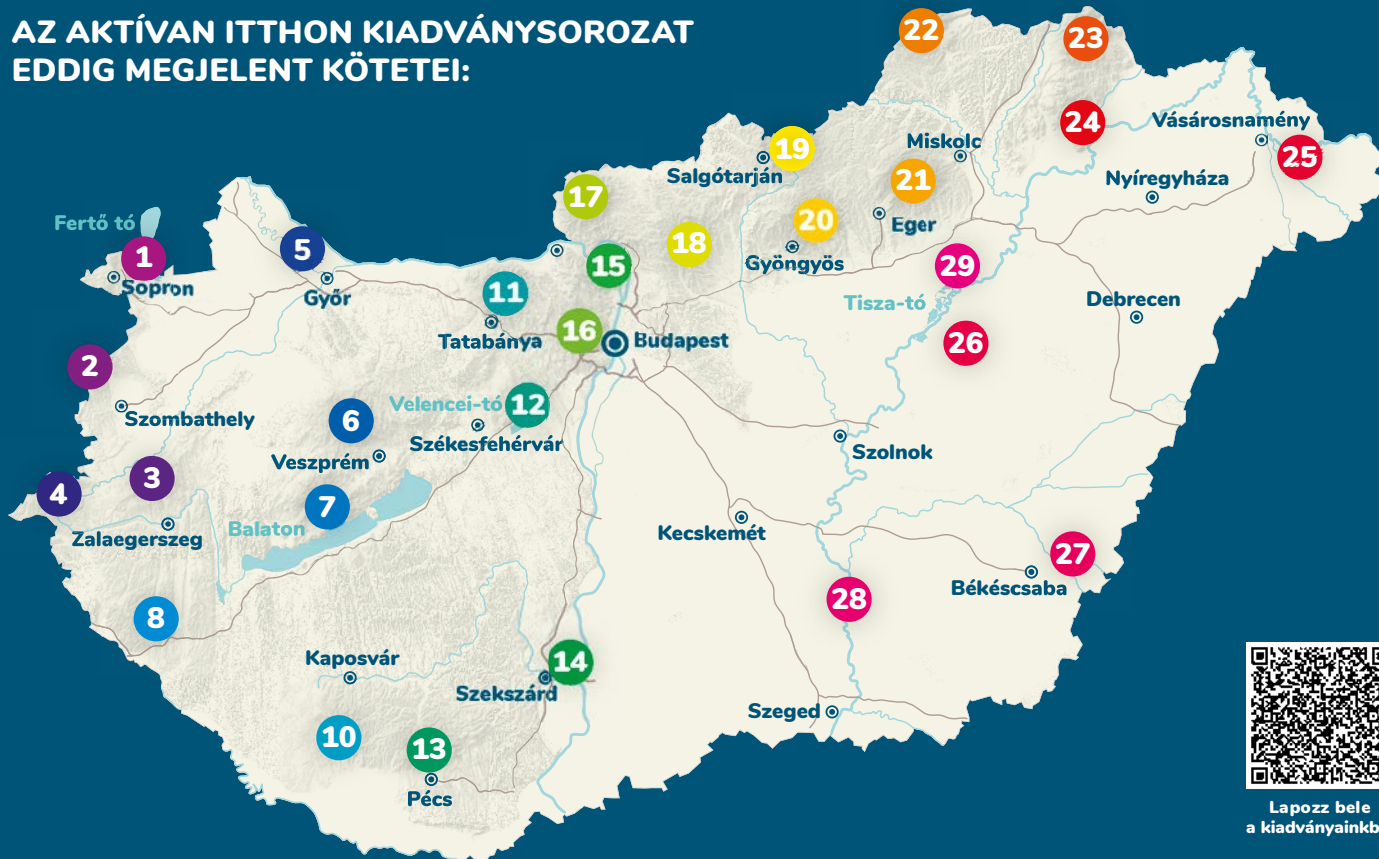 AZ AKTÍVAN ITTHON KIADVÁNYSOROZAT
EDDIG MEGJELENT KÖTETEI:
22
23
24
Vásárosnamény
25
Miskolc
19
Salgótarján
21
Nyíregyháza
17
20
Eger
Fertő tó
18
Gyöngyös
5
1
Sopron
15
29
Győr
11
Tisza-tó
Debrecen
16
Tatabánya
Budapest
26
2
Velencei-tó
12
Szombathely
6
Székesfehérvár
Veszprém
Szolnok
3
4
7
Balaton
Zalaegerszeg
Kecskemét
27
Békéscsaba
28
8
Kaposvár
14
Szekszárd
Szeged
10
13
Pécs
Lapozz bele
a kiadványainkb